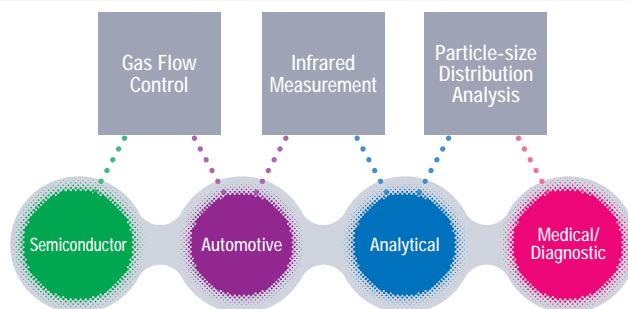 Gas Flow
Control
Infrared
Measurement
Particle-size
Distribution
Analysis
Semiconductor
Automotive
Analytical
Medical/
Diagnostic